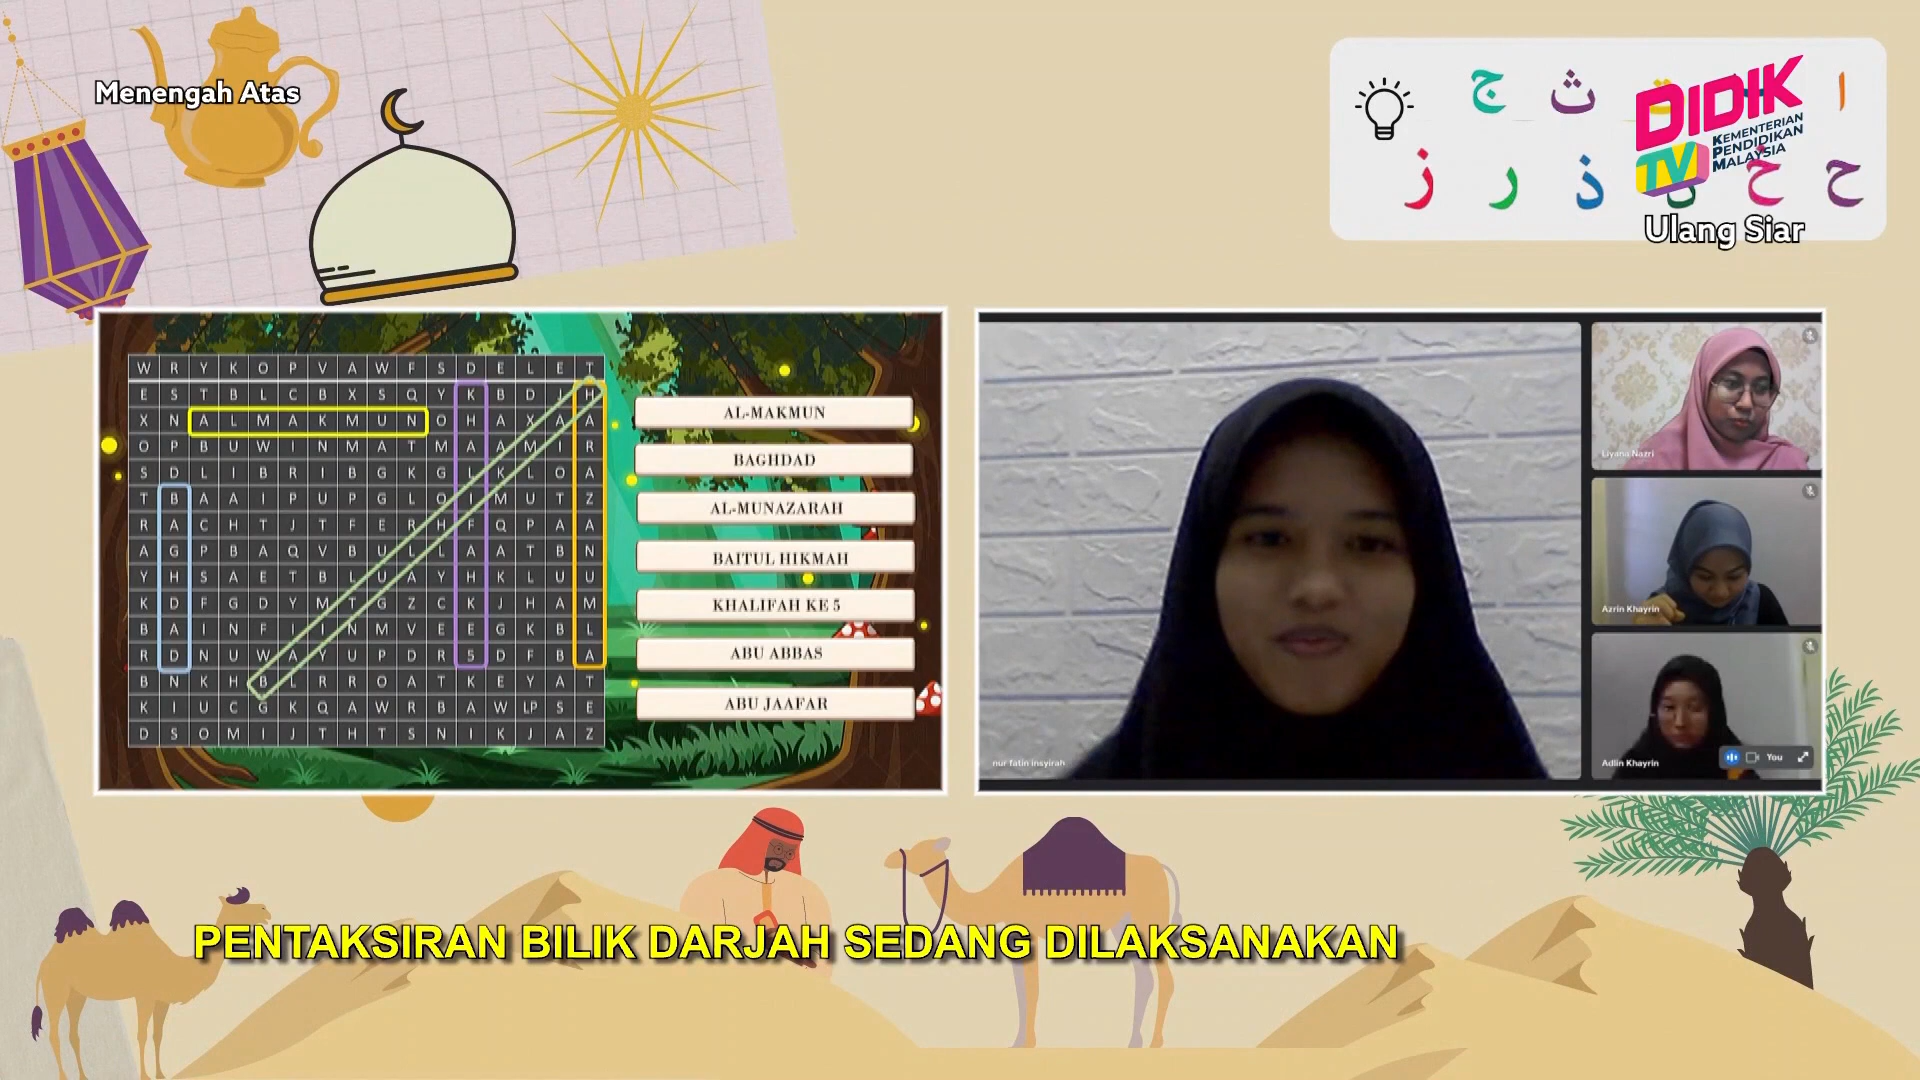 Menengah Atas
ج ث ت ا
ز ر ذ د خ ح
DIDIK
TV
KEMENTERIAN
PENDIDIKAN
MALAYSIA
Ulang Siar
W R Y K O P V A W F S D E L E T
E S T B L C B X S Q Y K B D J H
X N A L M A K M U N O H A X A A
O P B U W I N M A T M A A M I R
S D L I B R I B G K G L K L O A
T B A A I P U P G L O I M U T Z
R A C H T J T F E R H F Q P A A
A G P B A Q V B U L L A A T B N
Y H S A E T B L U A Y H K L U U
K D F G D Y M T G Z C K J H A M
B A I N F I I N M V E E G K B L
R D N U W A Y U P D R 5 D F B A
B N K H B L R R O A T K E Y A T
K I U C G K Q A W R B A W LP S E
D S O M I J T H T S N I K J A Z
AL-MAKMUN
BAGHDAD
AL-MUNAZARAH
BAITUL HIKMAH
KHALIFAH KE 5
ABU ABBAS
ABU JAAFAR
nur fatin insyirah
Liyana Nazri
Azrin Khayrin
Adlin Khayrin
You
PENTAKSIRAN BILIK DARJAH SEDANG DILAKSANAKAN